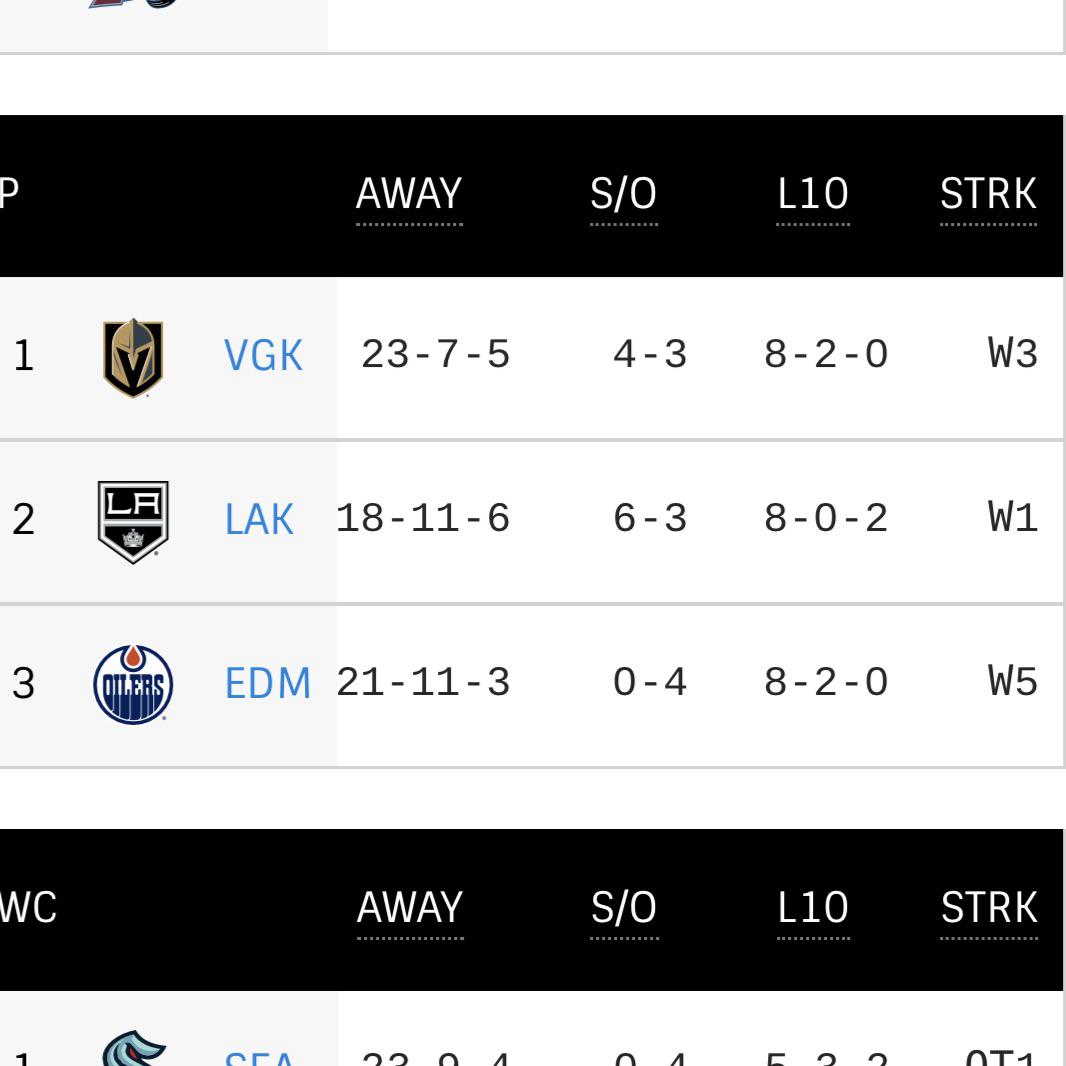 P AWAY S/O L10 STRK
1 VGK 23-7-5 4-3 8-2-0 W3
2 LA LAK 18-11-6 6-3 8-0-2 W1
3 OILERS EDM 21-11-3 0-4 8-2-0 W5
WC AWAY S/O L10 STRK
1 SEA 23-9-4 0-4 5-3-2 OT1